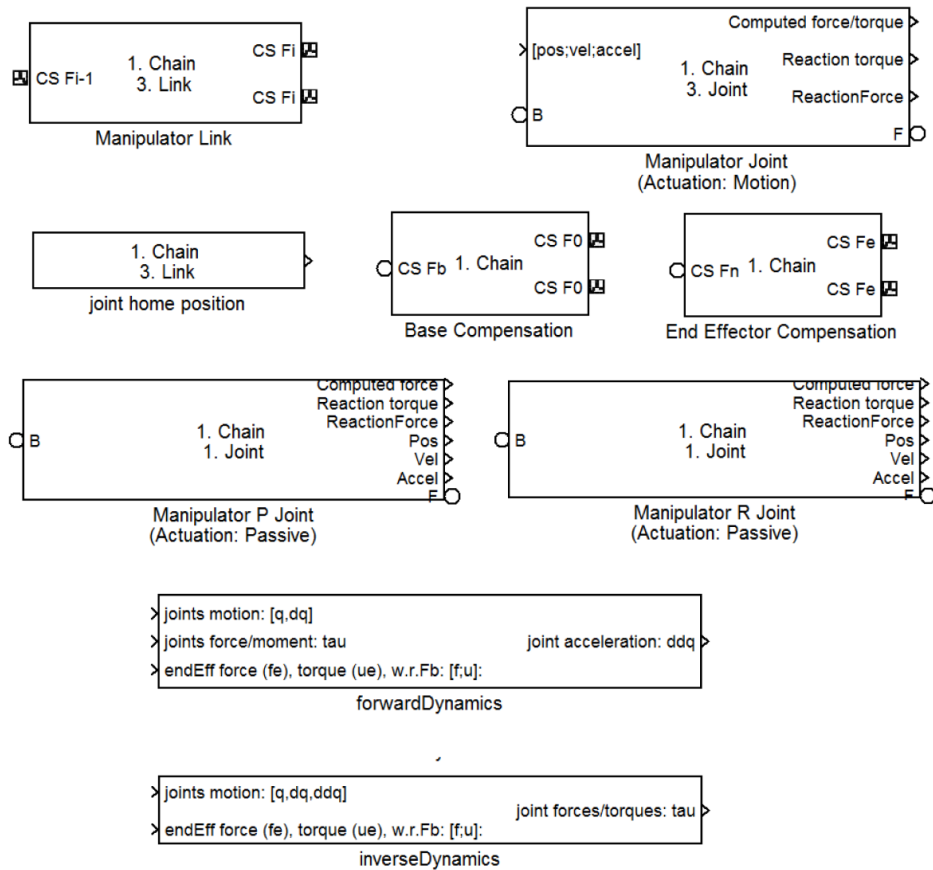 CS Fi-1
1. Chain
3. Link
CS Fi
CS Fi
Manipulator Link
Computed force/torque
[pos;vel;accel]
1. Chain
3. Joint
Reaction torque
ReactionForce
B
F
Manipulator Joint
(Actuation: Motion)
1. Chain
3. Link
joint home position
CS Fb
1. Chain
CS F0
CS F0
Base Compensation
CS Fn
1. Chain
CS Fe
CS Fe
End Effector Compensation
B
1. Chain
1. Joint
Computed force
Reaction torque
ReactionForce
Pos
Vel
Accel
F
Manipulator P Joint
(Actuation: Passive)
B
1. Chain
1. Joint
Computed force
Reaction torque
ReactionForce
Pos
Vel
Accel
F
Manipulator R Joint
(Actuation: Passive)
joints motion: [q,dq]
joints force/moment: tau
endEff force (fe), torque (ue), w.r.Fb: [f;u]:
joint acceleration: ddq
forwardDynamics
joints motion: [q,dq,ddq]
endEff force (fe), torque (ue), w.r.Fb: [f;u]:
joint forces/torques: tau
inverseDynamics